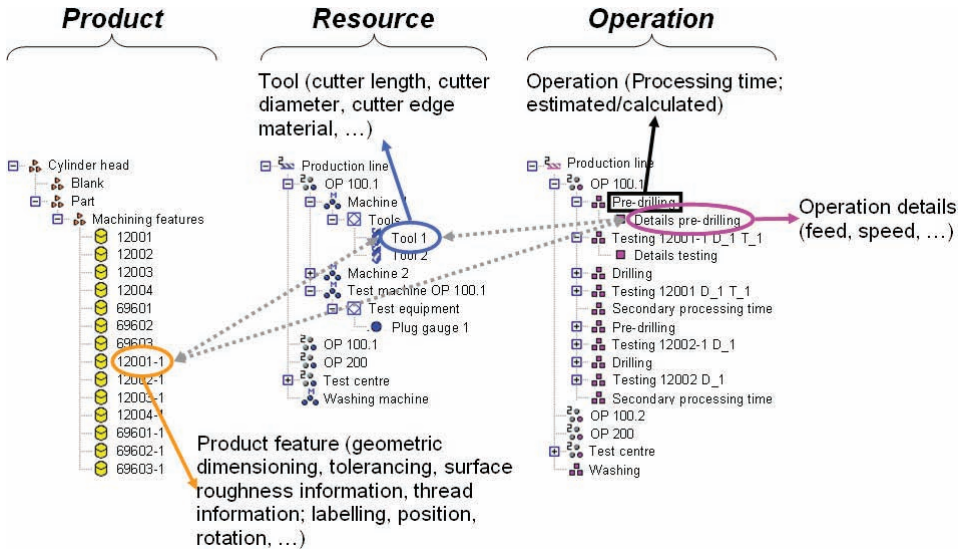 Product
Resource
Operation
Tool (cutter length, cutter
diameter, cutter edge
material, …)
Operation (Processing time;
estimated/calculated)
Cylinder head
Blank
Part
Machining features
12001
12002
12003
12004
69601
69602
69603
12001-1
12002-1
12003-1
12004-1
69601-1
69602-1
69603-1
Product feature (geometric
dimensioning, tolerancing, surface
roughness information, thread
information; labelling, position,
rotation, …)
Production line
OP 100.1
Machine
Tools
Tool 1
Tool 2
Machine 2
Test machine OP 100.1
Test equipment
Plug gauge 1
OP 100.1
OP 200
Test centre
Washing machine
Production line
OP 100.1
Pre-drilling
Details pre-drilling
Testing 12001-1 D_1 T_1
Details testing
Drilling
Testing 12001 D_1 T_1
Secondary processing time
Pre-drilling
Testing 12002-1 D_1
Drilling
Testing 12002 D_1
Secondary processing time
OP 100.2
OP 200
Test centre
Washing
Operation details
(feed, speed, …)